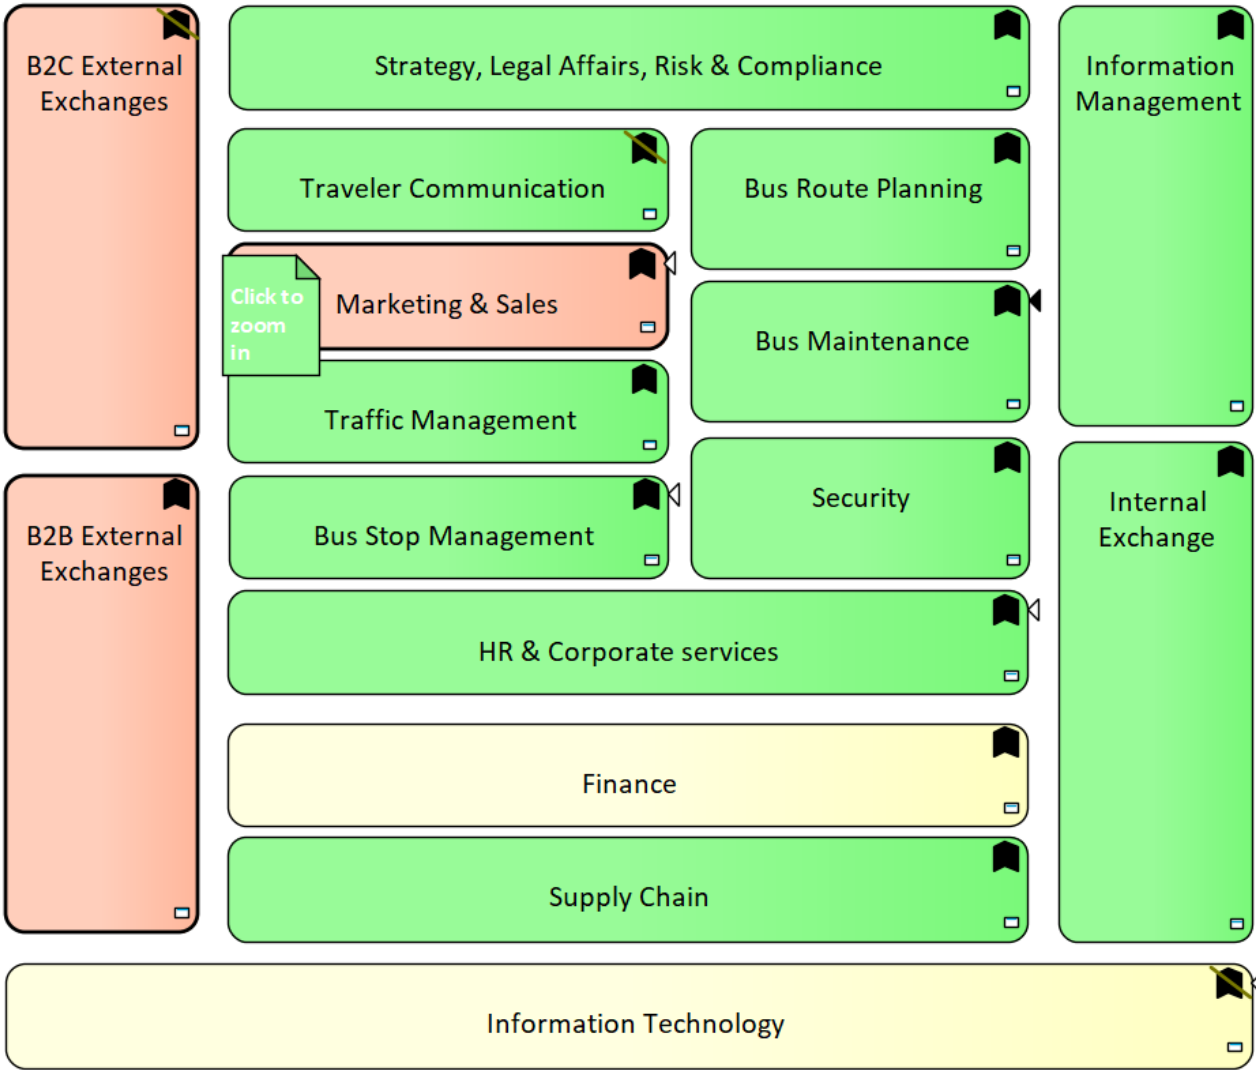 B2C External
Exchanges
Strategy, Legal Affairs, Risk & Compliance
Information
Management
Traveler Communication
Bus Route Planning
Click to
zoom
in
Marketing & Sales
Bus Maintenance
Traffic Management
B2B External
Exchanges
Bus Stop Management
Security
Internal
Exchange
HR & Corporate services
Finance
Supply Chain
Information Technology